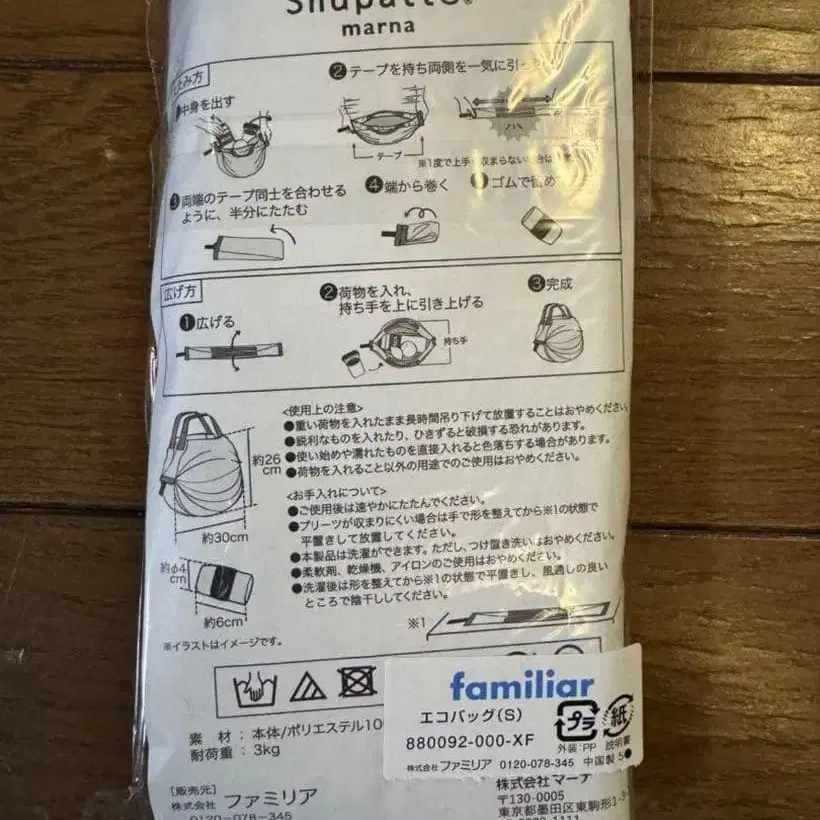 Shupatto®
marna
たたみ方
中身を出す
❷テープを持ち両側を一気に引っ
テープ
※1度で上手く収まらない場合は
❸両端のテープ同士を合わせる
ように、半分にたたむ
❹端から巻く
ゴムで留め
広げ方
❶広げる
❷荷物を入れ、
持ち手を上に引き上げる
持ち手
❸完成
<使用上の注意>
●重い荷物を入れたまま長時間吊り下げて放置することはおやめください。
●鋭利なものを入れたり、ひきずると破損する恐れがあります。
●使い始めや濡れたものを直接入れると色落ちする場合があります。
●荷物を入れること以外の用途でのご使用はおやめください。
約26
cm
約30cm
<お手入れについて>
●ご使用後は速やかにたたんでください。
●プリーツが収まりにくい場合は手で形を整えてから※1の状態で
平置きして放置してください。
●本製品は洗濯ができます。ただし、つけ置き洗いはおやめください。
●柔軟剤、乾燥機、アイロンのご使用はおやめください。
●洗濯後は形を整えてから※1の状態で平置きし、風通しの良い
ところで陰干ししてください。
約φ4
cm
約6cm
※1
※イラストはイメージです。
素材：本体/ポリエステル10
耐荷重：3kg
[販売元]
株式会社 ファミリア
0120-078-345
familiar
エコバッグ(S)
880092-000-XF
プラ
紙
外装:PP 説明書
株式会社 ファミリア 0120-078-345 中国製 5●
株式会社 マーナ
〒130-0005
東京都墨田区東駒形1-